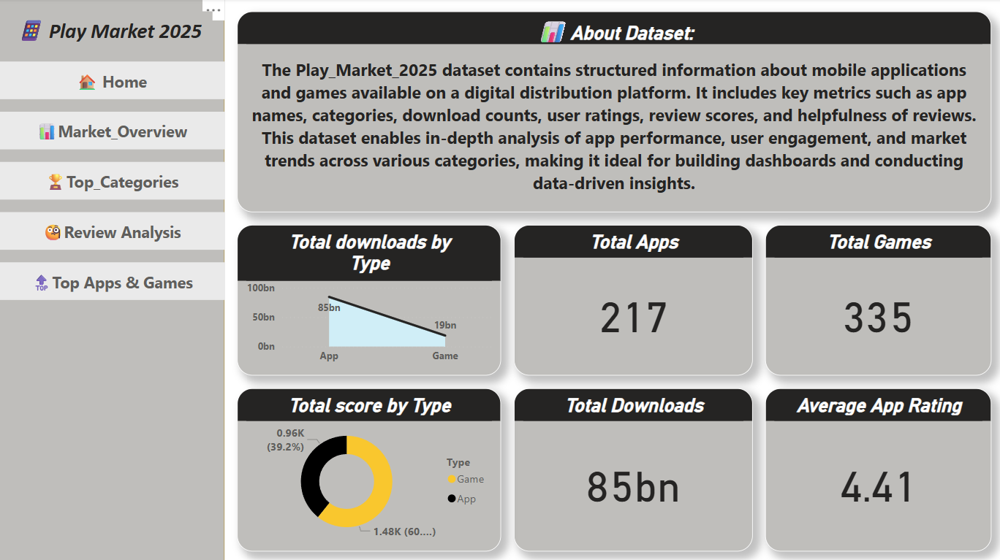 ...
Play Market 2025
Home
Market_Overview
Top_Categories
Review Analysis
TOP
Top Apps & Games
About Dataset:
The Play_Market_2025 dataset contains structured information about mobile applications
and games available on a digital distribution platform. It includes key metrics such as app
names, categories, download counts, user ratings, review scores, and helpfulness of reviews.
This dataset enables in-depth analysis of app performance, user engagement, and market
trends across various categories, making it ideal for building dashboards and conducting
data-driven insights.
Total downloads by
Type
100bn
50bn
0bn
85bn
19bn
App
Game
Total Apps
217
Total Games
335
Total score by Type
0.96K
(39.2%)
1.48K (60....)
Type
Game
App
Total Downloads
85bn
Average App Rating
4.41